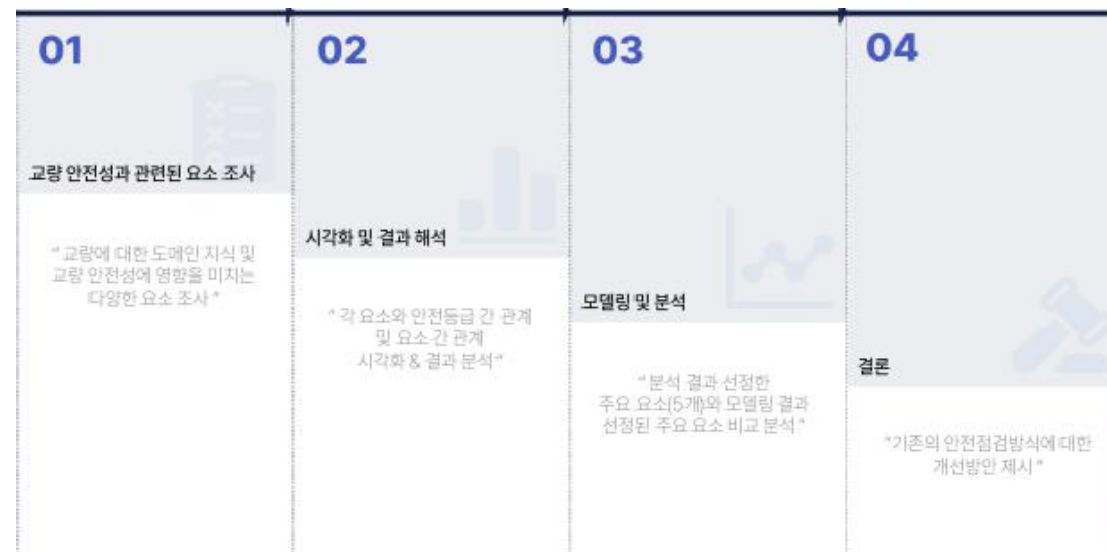 01
교량 안전성과 관련된 요소 조사
“ 교량에 대한 도메인 지식 및
교량 안전성에 영향을 미치는
다양한 요소 조사 “
02
시각화 및 결과 해석
“ 각 요소와 안전등급 간 관계
및 요소 간 관계
시각화 & 결과 분석 “
03
모델링 및 분석
“ 분석 결과 선정한
주요 요소(5개)와 모델링 결과
선정된 주요 요소 비교 분석 “
04
결론
“기존의 안전점검방식에 대한
개선방안 제시 “